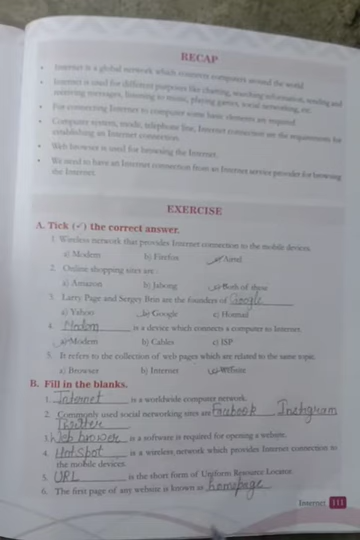 RECAP
• Internet is a global network which connects computers around the world
• Internet is used for different purposes like chatting, searching information, sending and
receiving messages, listening to music, playing games, social networking, etc.
• For connecting Internet to computer some basic elements are required
• Computer system, mode, telephone line, Internet connection are the requirements for
establishing an Internet connection.
• Web browser is used for browsing the Internet.
• We need to have an Internet connection from an Internet service provider for browsing
the Internet
EXERCISE
A. Tick (✓) the correct answer.
1. Wireless network that provides Internet connection to the mobile devices.
a) Modem b) Firefox c) Airtel
2. Online shopping sites are
a) Amazon b) Jabong c) Both of these
3. Larry Page and Sergey Brin are the founders of Google
a) Yahoo b) Google c) Hotmail
4. Modem is a device which connects a computer to Internet.
a) Modem b) Cables c) ISP
5. It refers to the collection of web pages which are related to the same topic.
a) Browser b) Internet c) Website
B. Fill in the blanks.
1. Internet is a worldwide computer network.
2. Commonly used social networking sites are Facbook Instagram
Twitter
3. Web browser is a software is required for opening a website.
4. Hotspot is a wireless network which provides Internet connection to
the mobile devices.
5. URL is the short form of Uniform Resource Locator.
6. The first page of any website is known as homepage
Internet 111